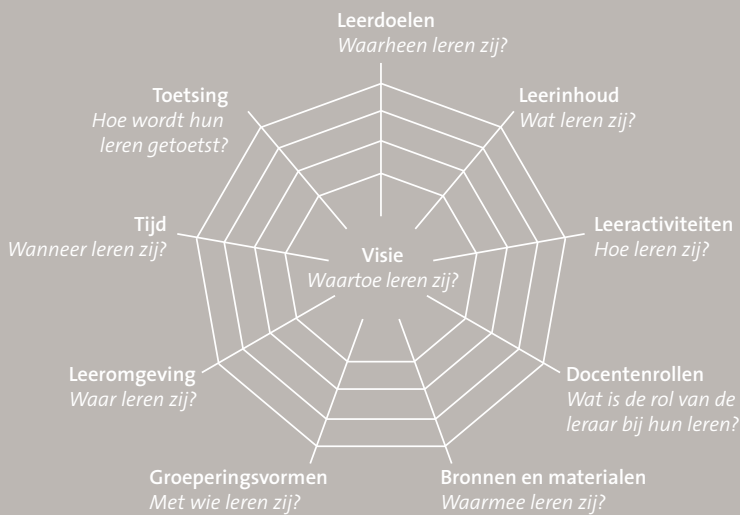 Leerdoelen
Waarheen leren zij?
Leerinhoud
Wat leren zij?
Leeractiviteiten
Hoe leren zij?
Docentenrollen
Wat is de rol van de
leraar bij hun leren?
Bronnen en materialen
Waarmee leren zij?
Groeperingsvormen
Met wie leren zij?
Leeromgeving
Waar leren zij?
Tijd
Wanneer leren zij?
Toetsing
Hoe wordt hun
leren getoetst?
Visie
Waartoe leren zij?